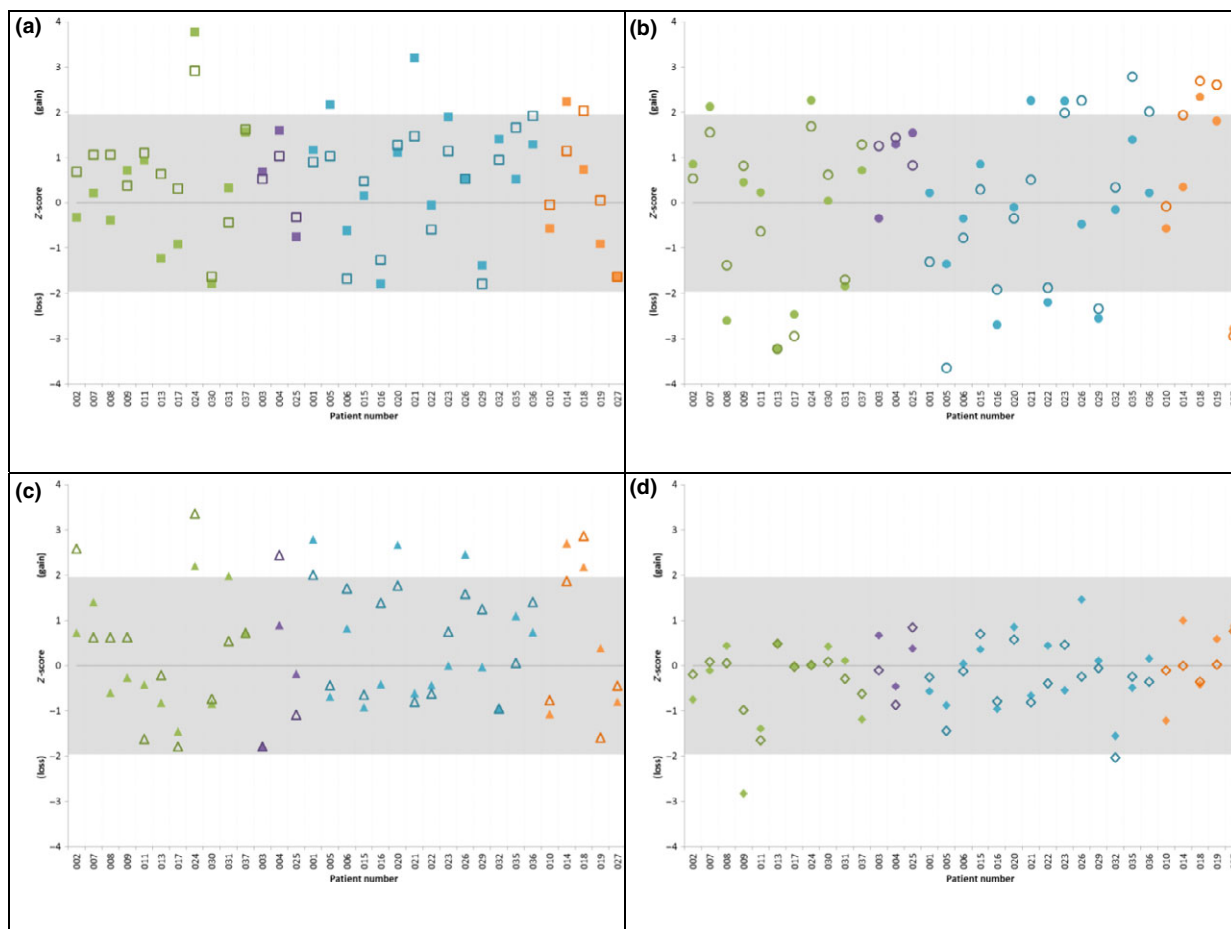 (a)
(gain)
Z-score
(loss)
4
3
2
1
0
−1
−2
−3
−4
002 007 008 009 011 013 017 024 030 031 037 003 004 025 001 005 006 015 016 020 021 022 023 026 029 032 035 036 010 014 018 019 027
Patient number
(b)
(gain)
Z-score
(loss)
4
3
2
1
0
−1
−2
−3
−4
002 007 008 009 011 013 017 024 030 031 037 003 004 025 001 005 006 015 016 020 021 022 023 026 029 032 035 036 010 014 018 019
Patient number
(c)
(gain)
Z-score
(loss)
4
3
2
1
0
−1
−2
−3
−4
002 007 008 009 011 013 017 024 030 031 037 003 004 025 001 005 006 015 016 020 021 022 023 026 029 032 035 036 010 014 018 019 027
Patient number
(d)
(gain)
Z-score
(loss)
4
3
2
1
0
−1
−2
−3
−4
002 007 008 009 011 013 017 024 030 031 037 003 004 025 001 005 006 015 016 020 021 022 023 026 029 032 035 036 010 014 018 019
Patient number